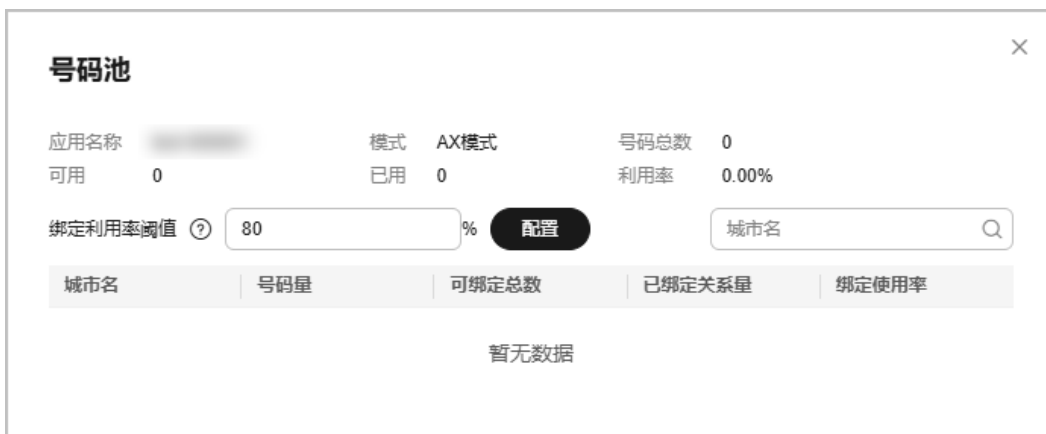 号码池
应用名称 模式 AX模式 号码总数 0
可用 0 已用 0 利用率 0.00%
绑定利用率阈值 ? 80 % 配置 城市名
城市名 号码量 可绑定总数 已绑定关系量 绑定使用率
暂无数据